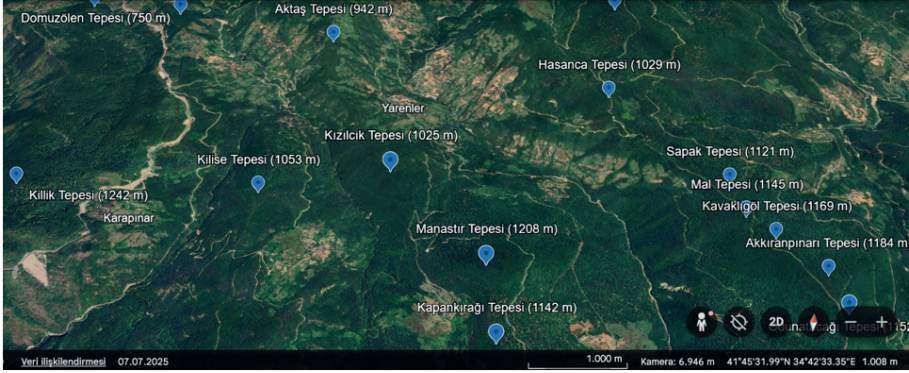 Domuzölen Tepesi (750 m)
Aktaş Tepesi (942 m)
Hasanca Tepesi (1029 m)
Yarenler
Kızılcık Tepesi (1025 m)
Kilise Tepesi (1053 m)
Sapak Tepesi (1121 m)
Killik Tepesi (1242 m)
Mal Tepesi (1145 m)
Karapınar
Kavaklıgöl Tepesi (1169 m)
Manastır Tepesi (1208 m)
Akkıranpınarı Tepesi (1184 m
Kapankırağı Tepesi (1142 m)
2D
Tepesi (1152
Veri ilişkilendirmesi 07.07.2025
1.000 m
Kamera: 6.946 m 41°45'31.99"N 34°42'33.35"E 1.008 m